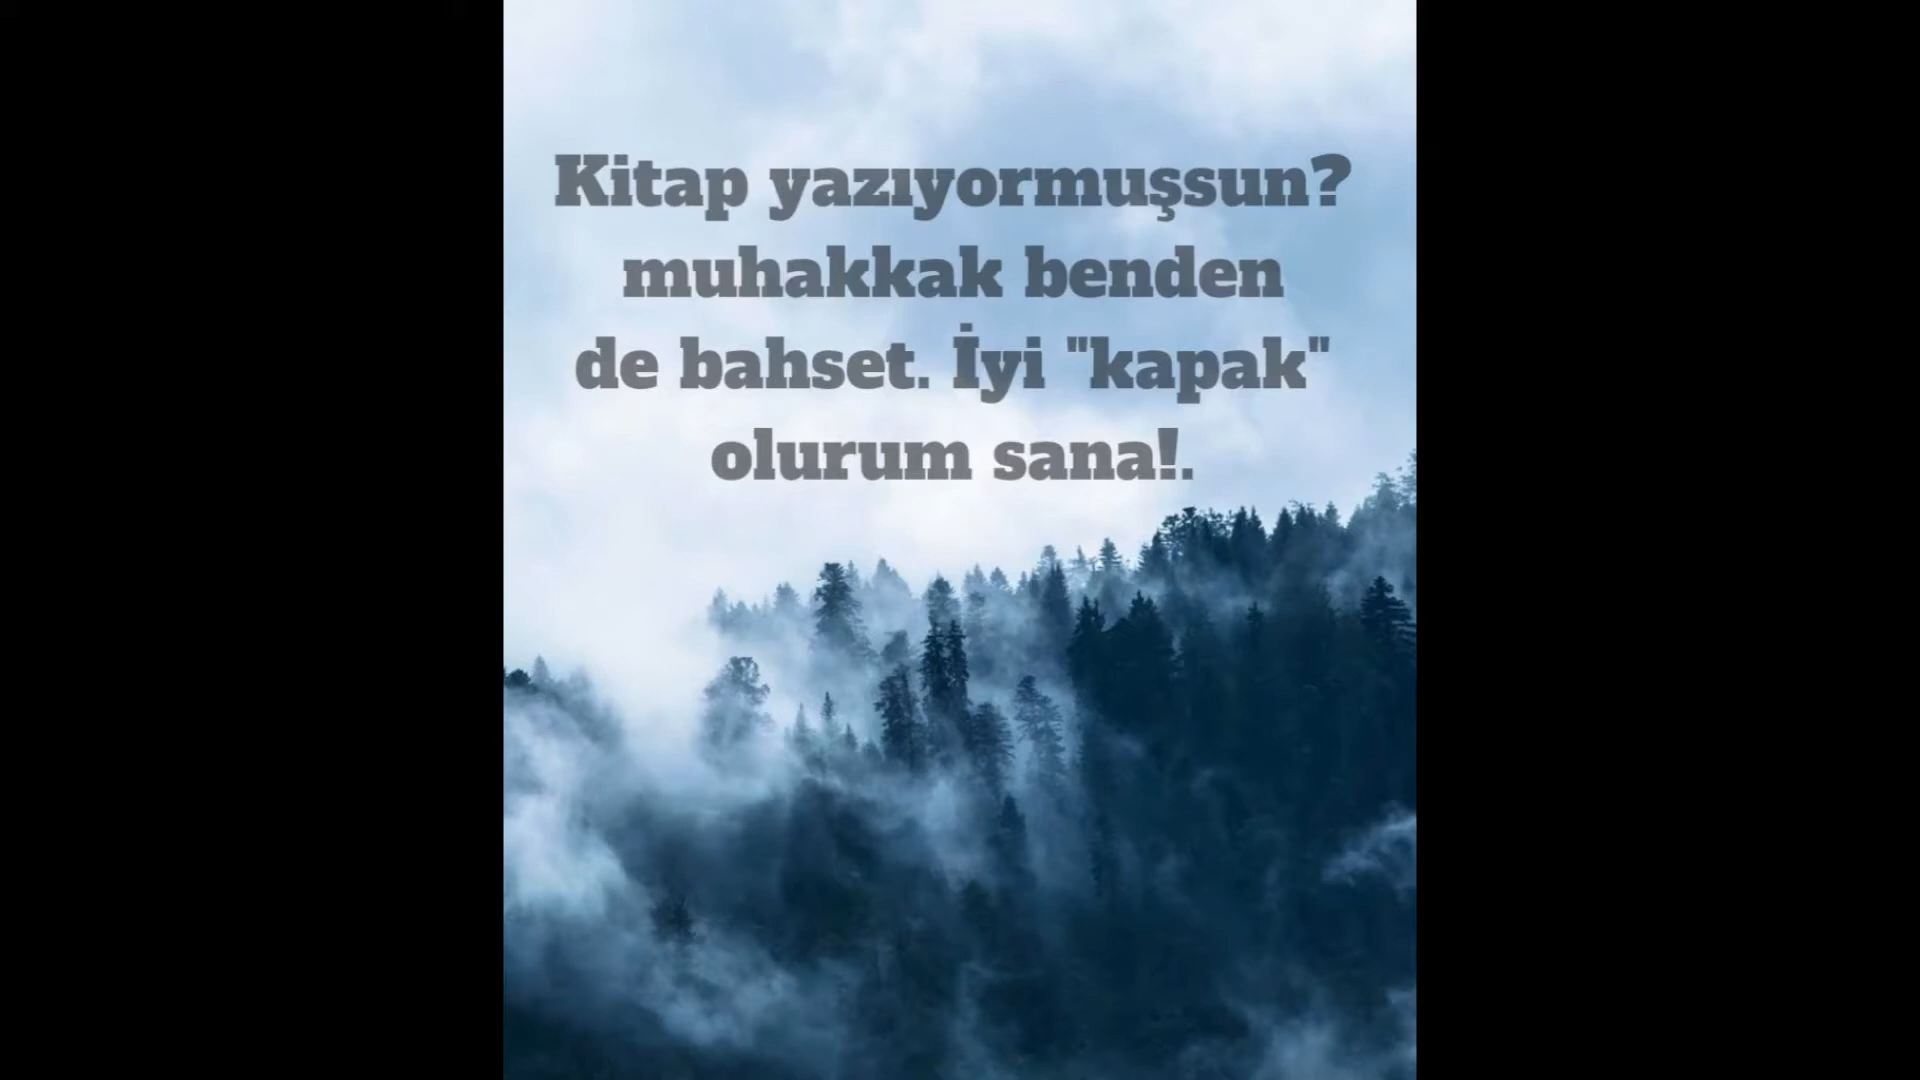 Kitap yazıyormuşsun?
muhakkak benden
de bahset. İyi "kapak"
olurum sana!.